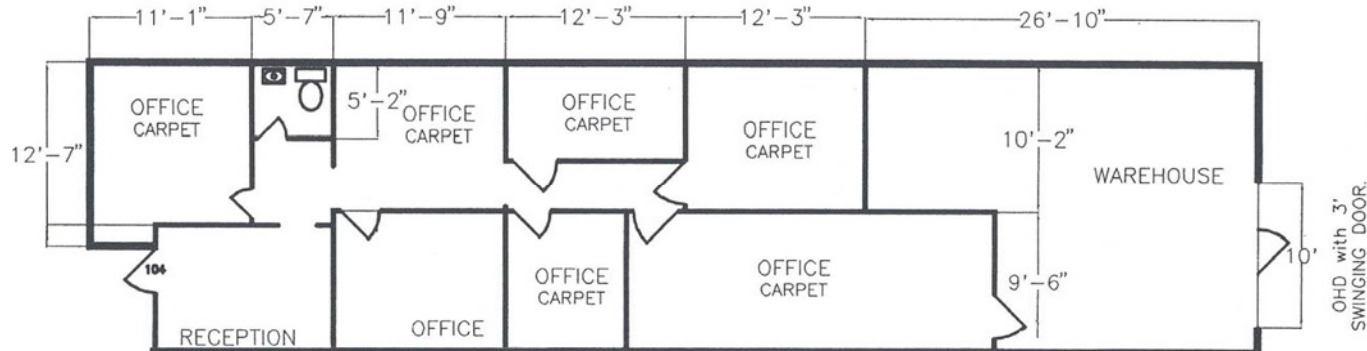 11'-1" 5'-7" 11'-9" 12'-3" 12'-3" 26'-10"
12'-7"
OFFICE
CARPET
5'-2"
OFFICE
CARPET
OFFICE
CARPET
OFFICE
CARPET
10'-2"
WAREHOUSE
104
RECEPTION
OFFICE
OFFICE
CARPET
OFFICE
CARPET
9'-6"
10'
OHD with 3'
SWINGING DOOR.